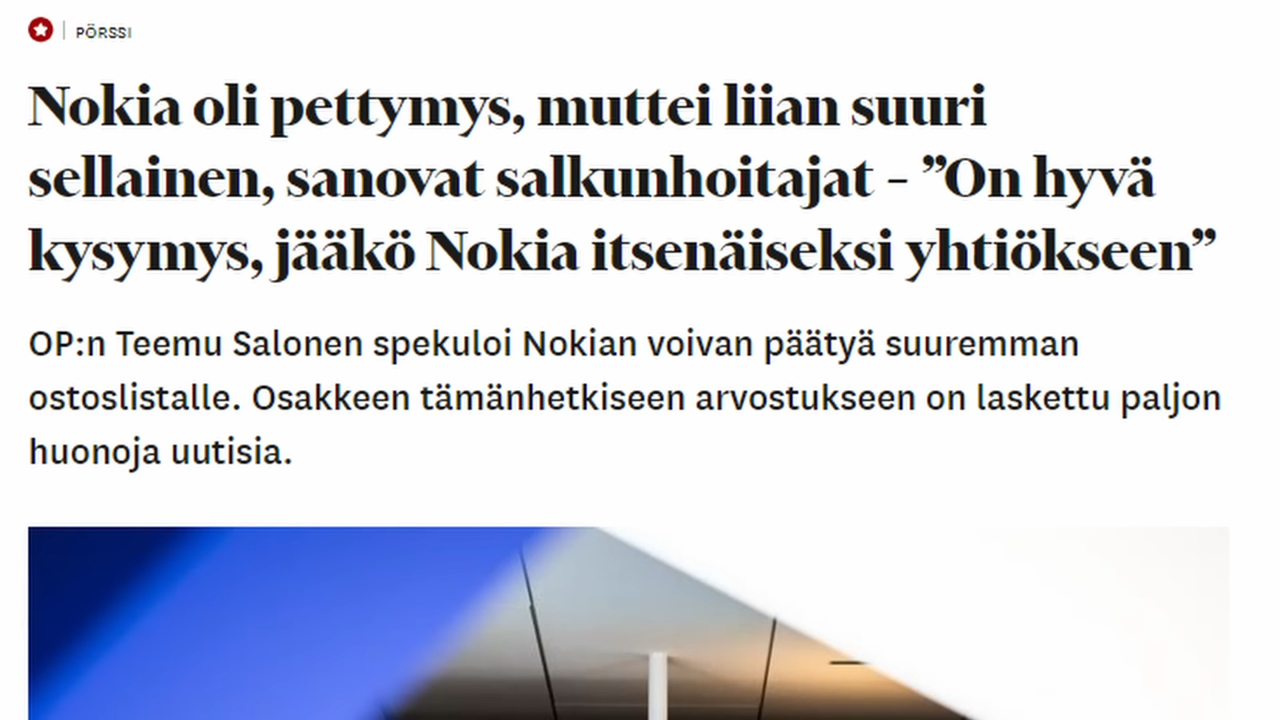 PÖRSSI
Nokia oli pettymys, muttei liian suuri
sellainen, sanovat salkunhoitajat – ”On hyvä
kysymys, jääkö Nokia itsenäiseksi yhtiökseen”
OP:n Teemu Salonen spekuloi Nokian voivan päätyä suuremman
ostoslistalle. Osakkeen tämänhetkiseen arvostukseen on laskettu paljon
huonoja uutisia.